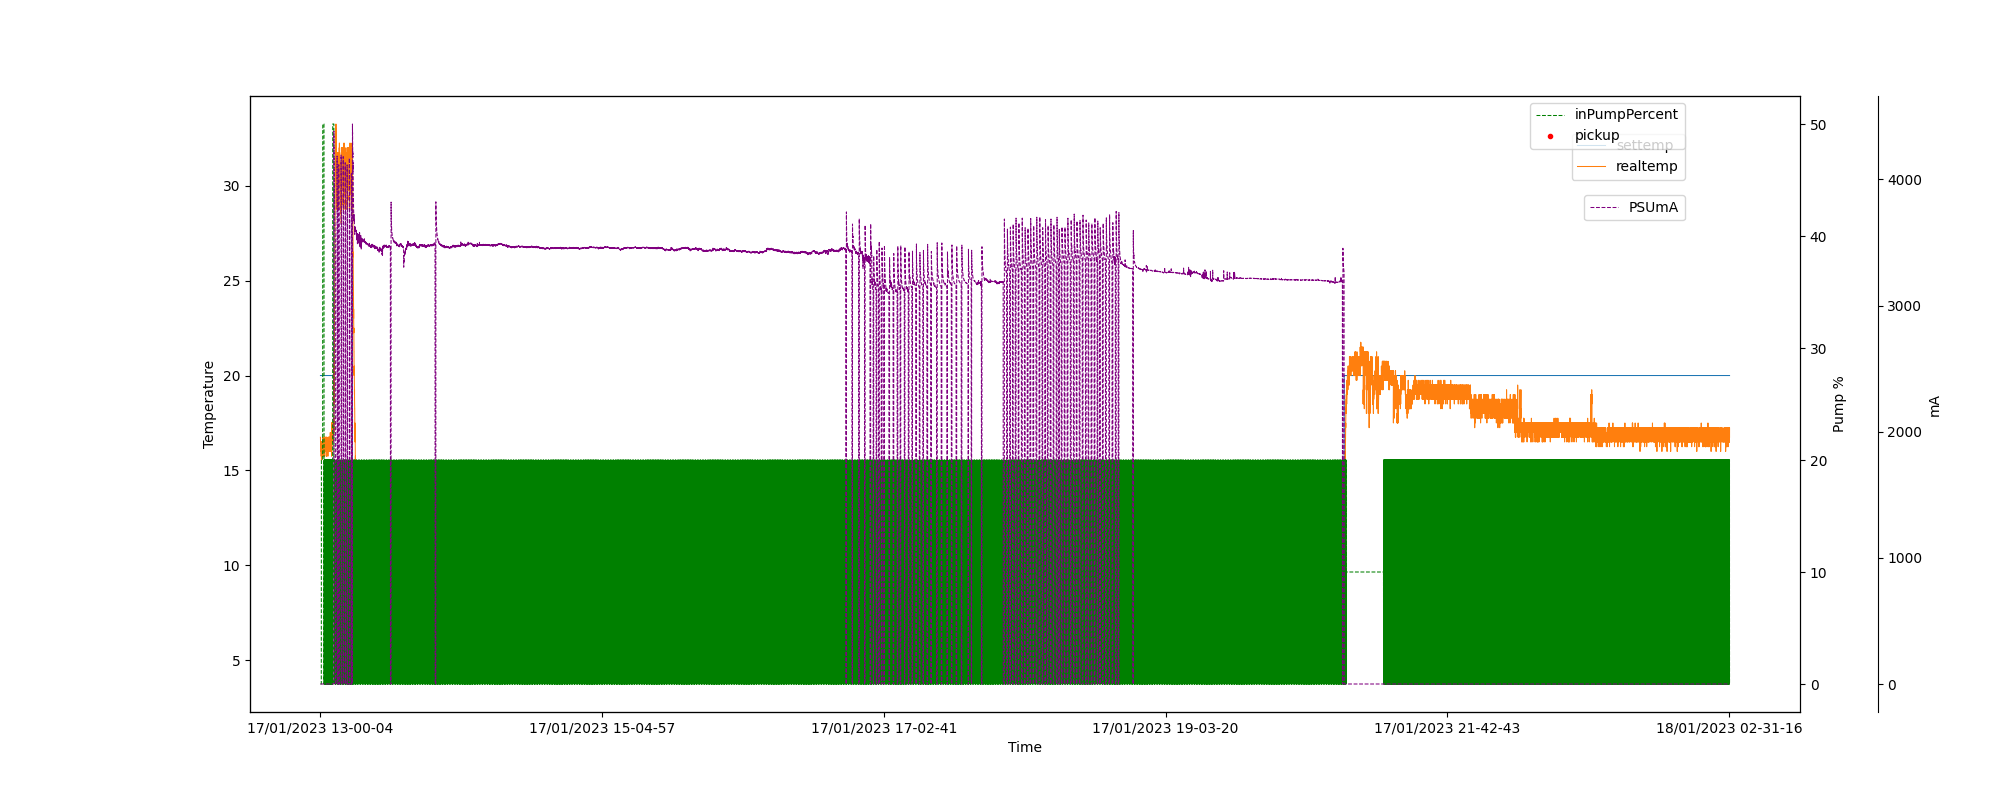 inPumpPercent
pickup
settemp
realtemp
PSUmA
30
25
20
15
10
5
Temperature
50
40
30
20
10
0
Pump %
4000
3000
2000
1000
0
mA
17/01/2023 13-00-04
17/01/2023 15-04-57
17/01/2023 17-02-41
17/01/2023 19-03-20
17/01/2023 21-42-43
18/01/2023 02-31-16
Time